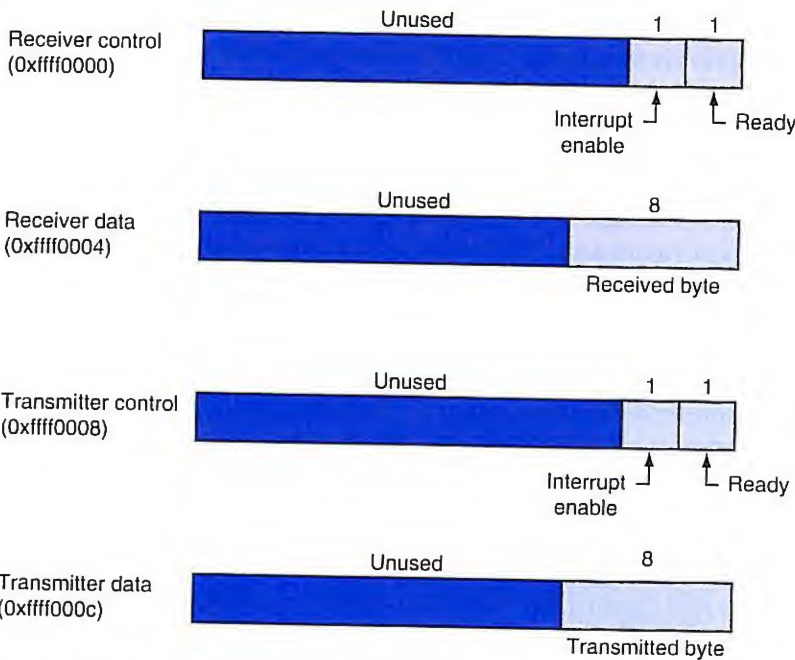 Unused 1 1
Receiver control
(0xffff0000)
Interrupt
enable
Ready
Unused 8
Receiver data
(0xffff0004)
Received byte
Unused 1 1
Transmitter control
(0xffff0008)
Interrupt
enable
Ready
Unused 8
Transmitter data
(0xffff000c)
Transmitted byte